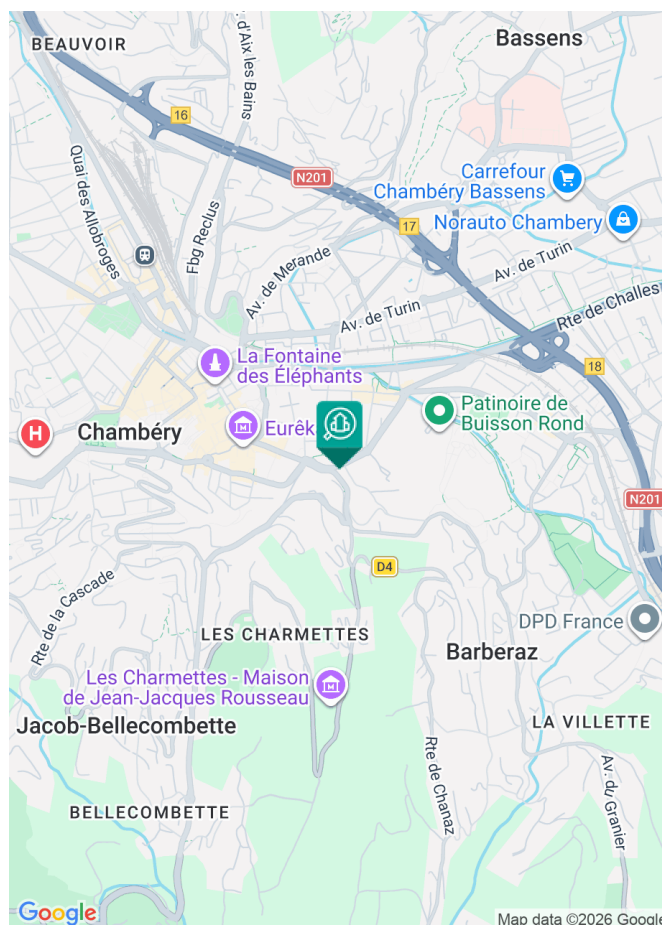 BEAUVOIR
Bassens
Av. d'Aix les Bains
16
N201
Carrefour
Chambéry Bassens
Norauto Chambery
17
Quai des Allobroges
Fbg Reclus
Av. de Merande
Av. de Turin
Av. de Turin
Rte de Challes
18
La Fontaine
des Éléphants
Patinoire de
Buisson Rond
H
Chambéry
Eurêk
N201
D4
Rte de la Cascade
DPD France
LES CHARMETTES
Barberaz
Les Charmettes - Maison
de Jean-Jacques Rousseau
Jacob-Bellecombette
LA VILLETTE
Rte de Chanaz
Av. du Granier
BELLECOMBETTE
Google
Map data ©2026 Google